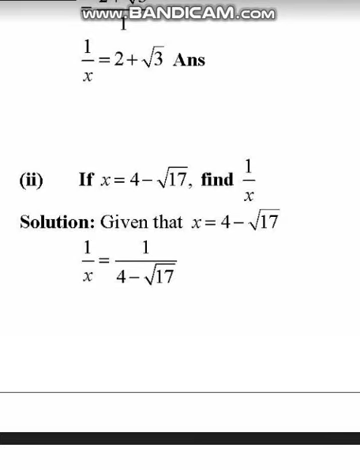 www.BANDICAM.com
1
1/x = 2+√3 Ans
(ii) If x = 4−√17, find 1/x
Solution: Given that x = 4−√17
1/x = 1/(4−√17)